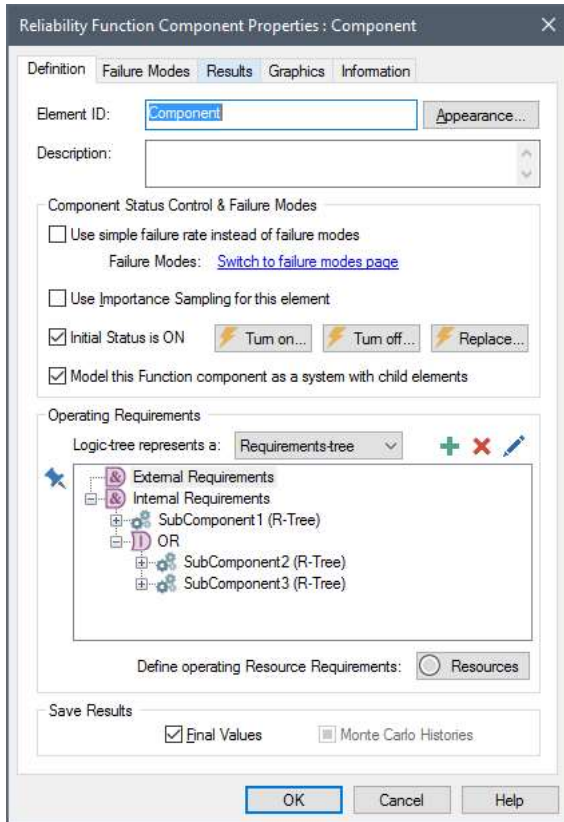 Reliability Function Component Properties : Component
Definition Failure Modes Results Graphics Information
Element ID: Component Appearance...
Description:
Component Status Control & Failure Modes
Use simple failure rate instead of failure modes
Failure Modes: Switch to failure modes page
Use Importance Sampling for this element
Initial Status is ON Turn on... Turn off... Replace...
Model this Function component as a system with child elements
Operating Requirements
Logic-tree represents a: Requirements-tree
& External Requirements
& Internal Requirements
SubComponent1 (R-Tree)
OR
SubComponent2 (R-Tree)
SubComponent3 (R-Tree)
Define operating Resource Requirements: Resources
Save Results
Final Values Monte Carlo Histories
OK Cancel Help